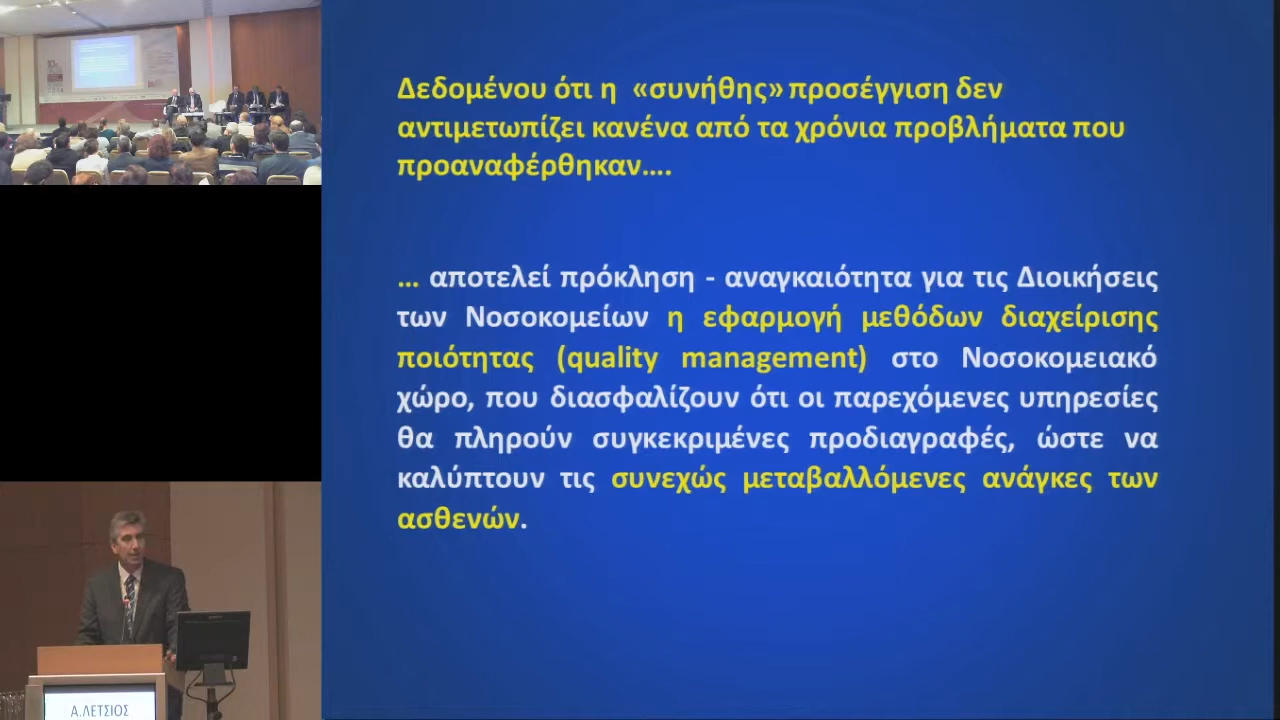 Δεδομένου ότι η «συνήθης» προσέγγιση δεν
αντιμετωπίζει κανένα από τα χρόνια προβλήματα που
προαναφέρθηκαν….
… αποτελεί πρόκληση - αναγκαιότητα για τις Διοικήσεις
των Νοσοκομείων η εφαρμογή μεθόδων διαχείρισης
ποιότητας (quality management) στο Νοσοκομειακό
χώρο, που διασφαλίζουν ότι οι παρεχόμενες υπηρεσίες
θα πληρούν συγκεκριμένες προδιαγραφές, ώστε να
καλύπτουν τις συνεχώς μεταβαλλόμενες ανάγκες των
ασθενών.
Α.ΛΕΤΣΙΟΣ